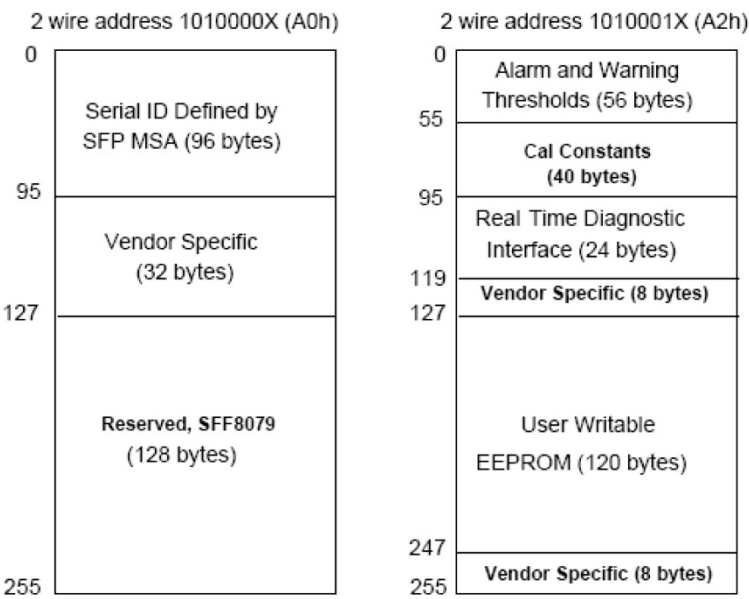 2 wire address 1010000X (A0h)
0
Serial ID Defined by
SFP MSA (96 bytes)
95
Vendor Specific
(32 bytes)
127
Reserved, SFF8079
(128 bytes)
255
2 wire address 1010001X (A2h)
0
Alarm and Warning
Thresholds (56 bytes)
55
Cal Constants
(40 bytes)
95
Real Time Diagnostic
Interface (24 bytes)
119
Vendor Specific (8 bytes)
127
User Writable
EEPROM (120 bytes)
247
Vendor Specific (8 bytes)
255